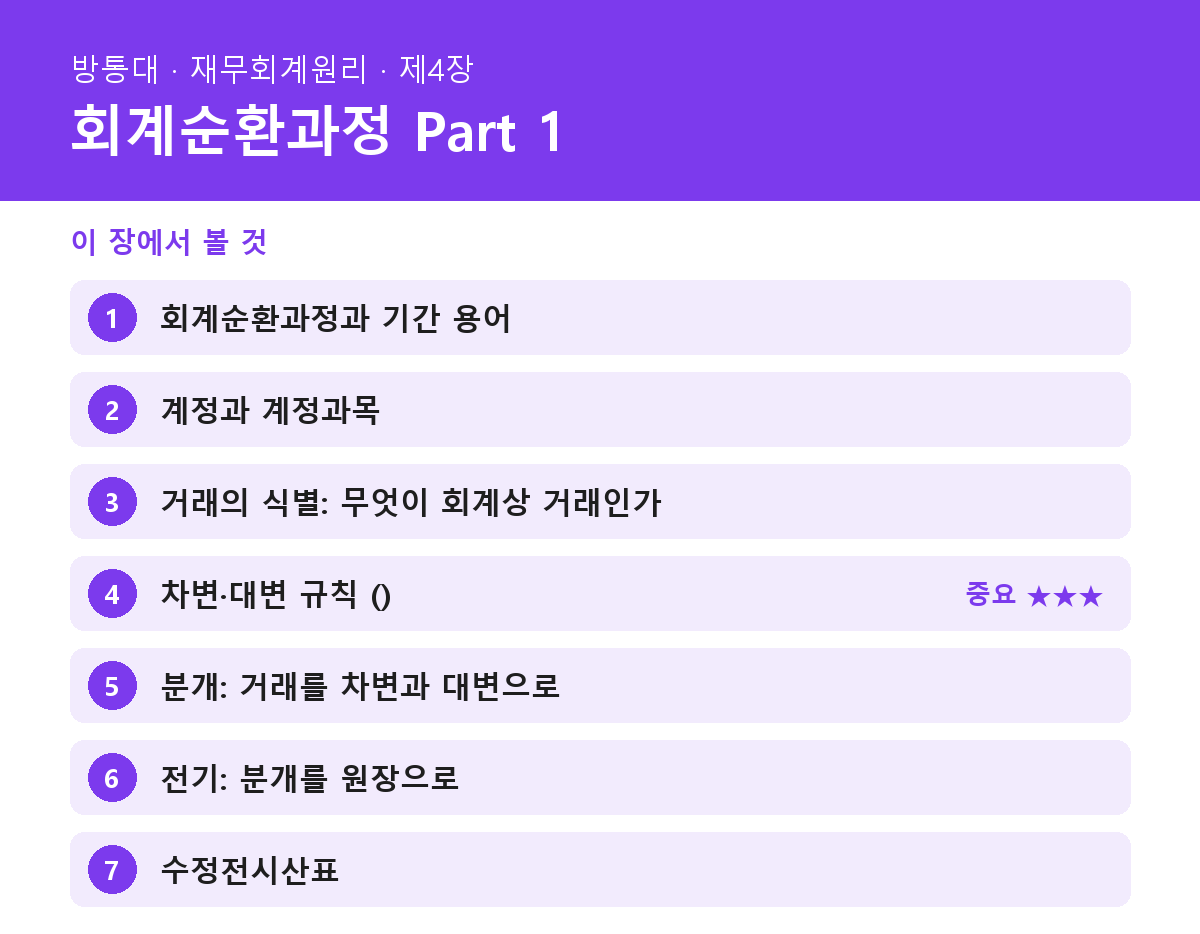 방통대 · 재무회계원리 · 제4장
회계순환과정 Part 1
이 장에서 볼 것
1 회계순환과정과 기간 용어
2 계정과 계정과목
3 거래의 식별: 무엇이 회계상 거래인가
4 차변·대변 규칙 () 중요 ★★★
5 분개: 거래를 차변과 대변으로
6 전기: 분개를 원장으로
7 수정전시산표